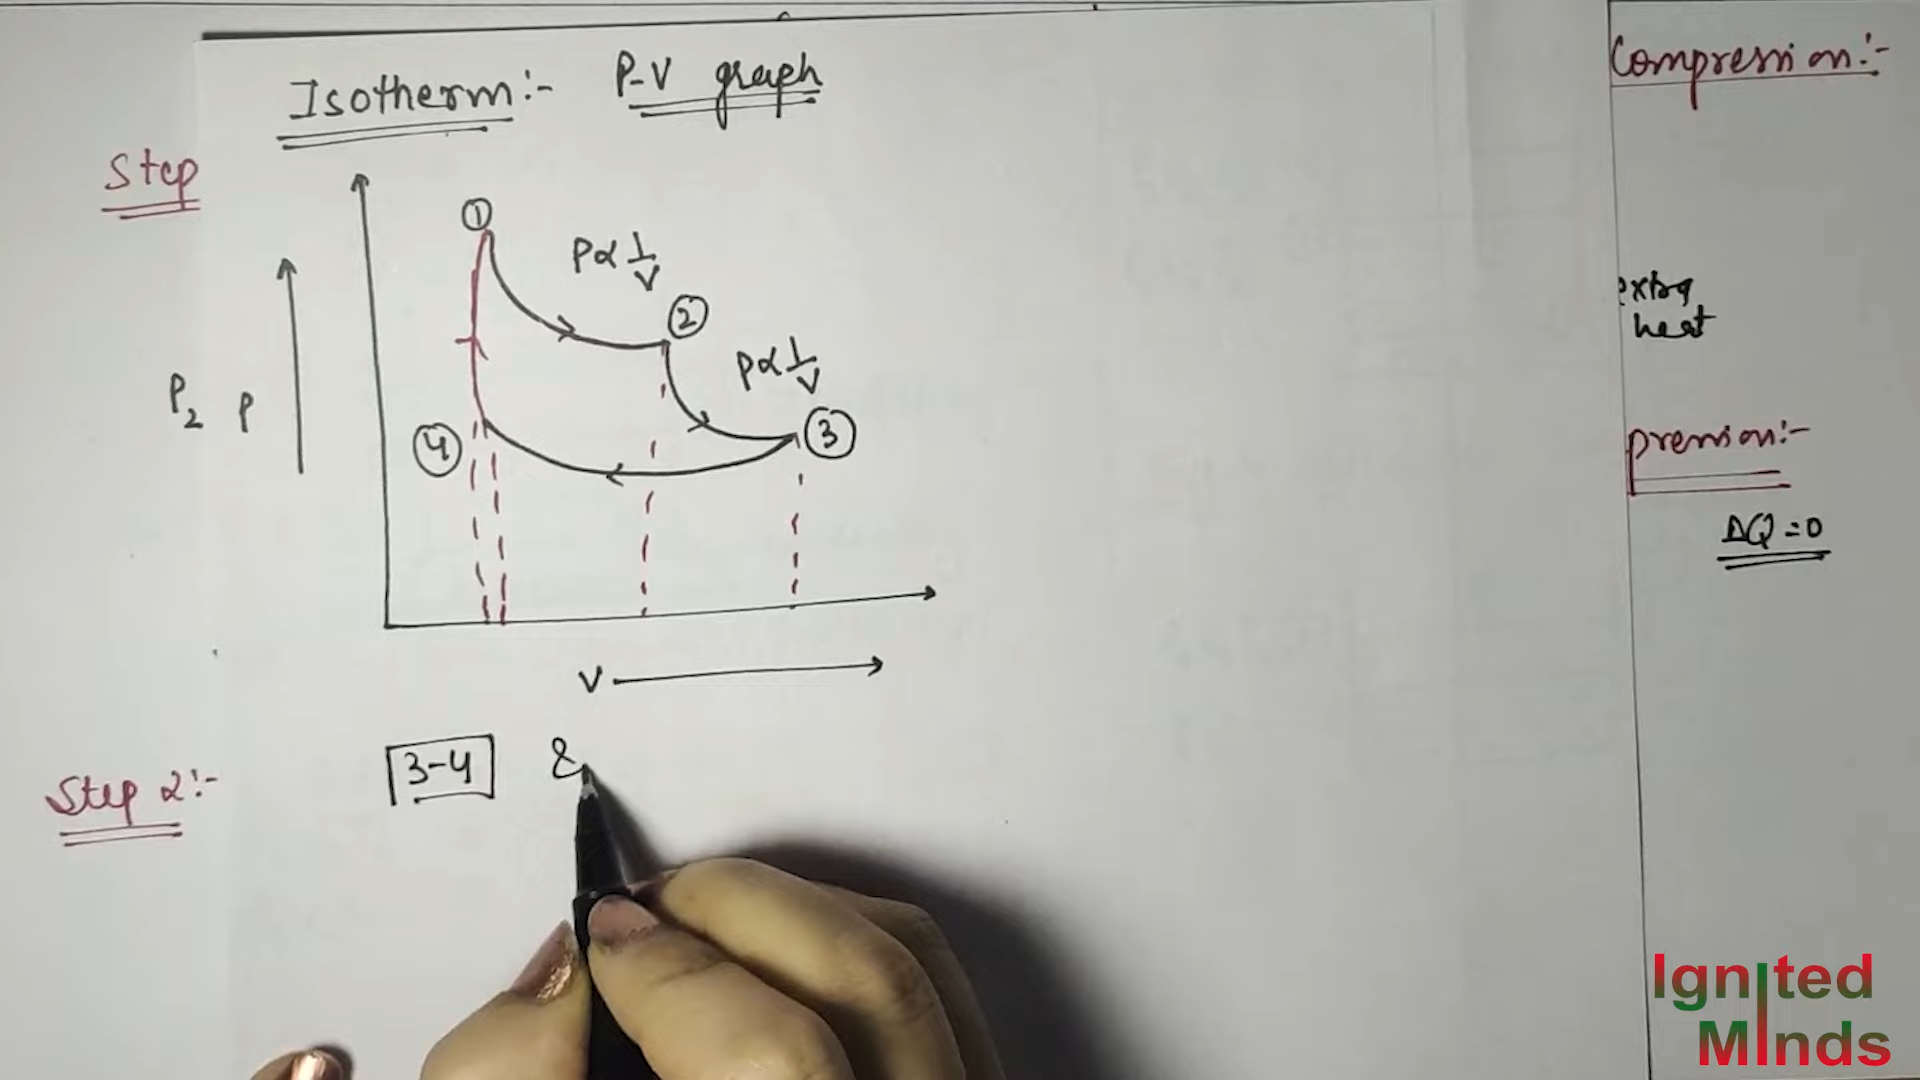 Isotherm:- P-V graph
Step
①
P∝ 1/V
②
P∝ 1/V
P₂ P
④
③
V
Step 2:-
3-4 &
Compression:-
extra
heat
pression:-
ΔQ=0
Ignited
Minds